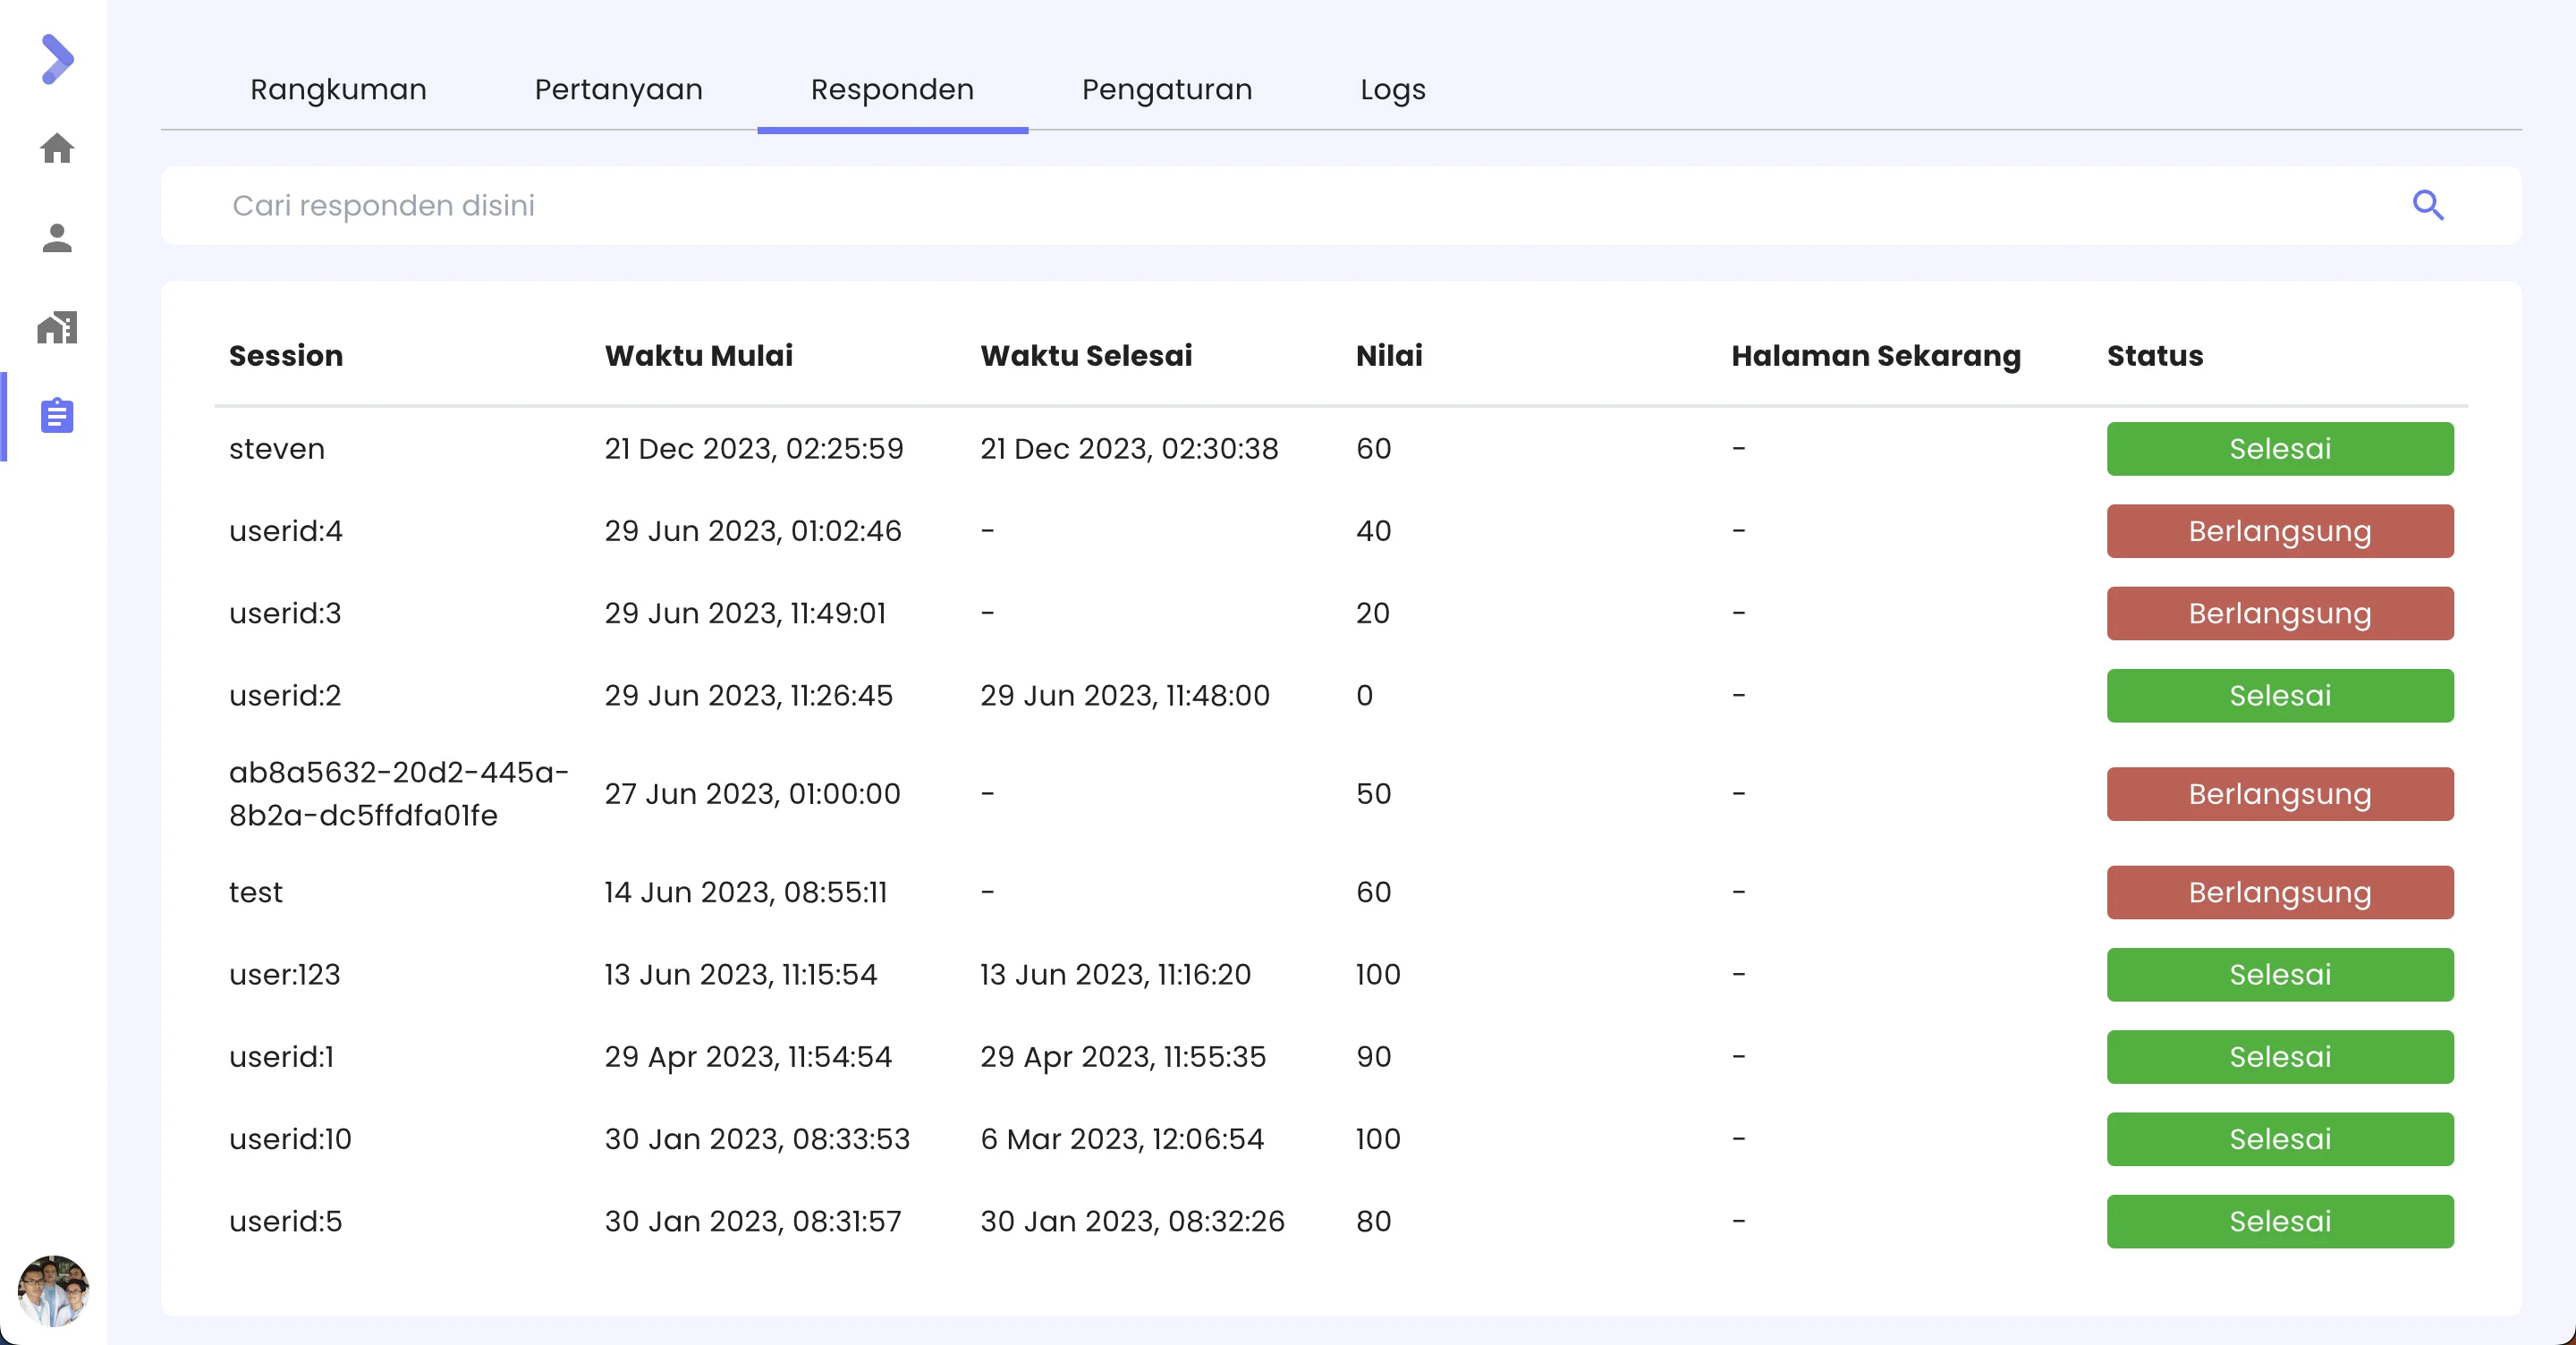 Rangkuman Pertanyaan Responden Pengaturan Logs
Cari responden disini
Session Waktu Mulai Waktu Selesai Nilai Halaman Sekarang Status
steven 21 Dec 2023, 02:25:59 21 Dec 2023, 02:30:38 60 - Selesai
userid:4 29 Jun 2023, 01:02:46 - 40 - Berlangsung
userid:3 29 Jun 2023, 11:49:01 - 20 - Berlangsung
userid:2 29 Jun 2023, 11:26:45 29 Jun 2023, 11:48:00 0 - Selesai
ab8a5632-20d2-445a-
8b2a-dc5ffdfa01fe 27 Jun 2023, 01:00:00 - 50 - Berlangsung
test 14 Jun 2023, 08:55:11 - 60 - Berlangsung
user:123 13 Jun 2023, 11:15:54 13 Jun 2023, 11:16:20 100 - Selesai
userid:1 29 Apr 2023, 11:54:54 29 Apr 2023, 11:55:35 90 - Selesai
userid:10 30 Jan 2023, 08:33:53 6 Mar 2023, 12:06:54 100 - Selesai
userid:5 30 Jan 2023, 08:31:57 30 Jan 2023, 08:32:26 80 - Selesai